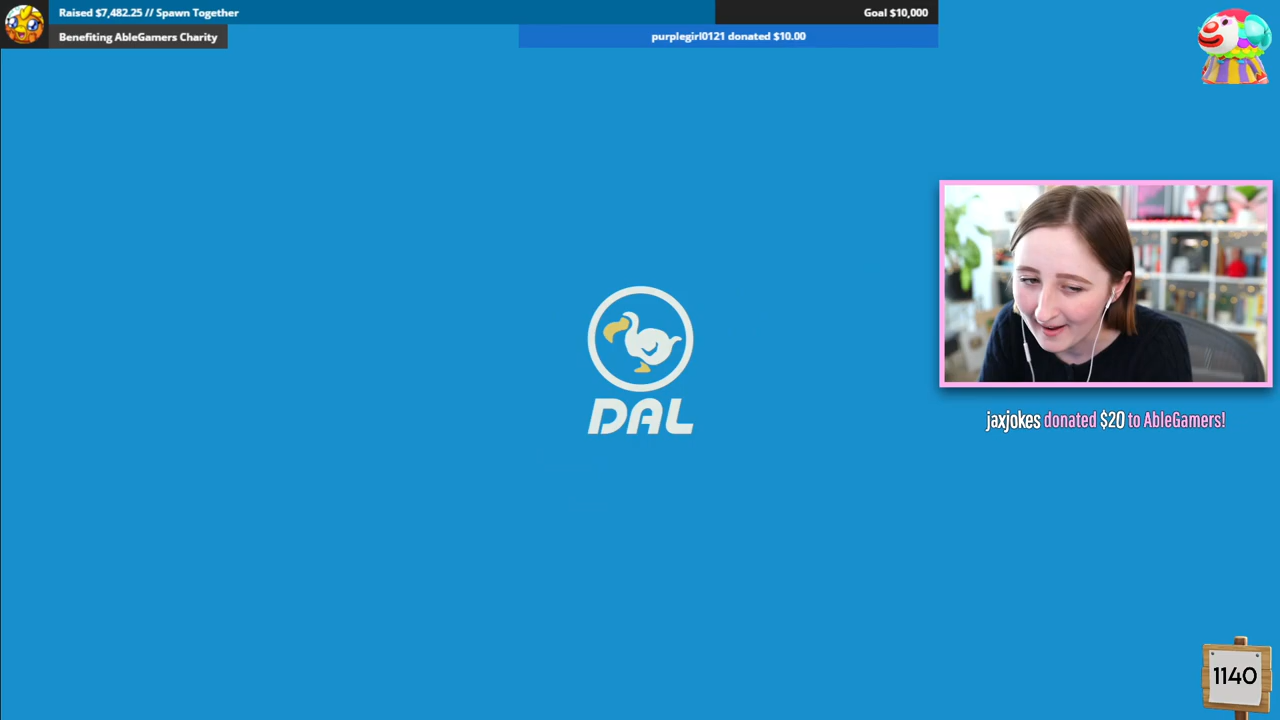 Raised $7,482.25 // Spawn Together
Goal $10,000
Benefiting AbleGamers Charity
purplegirl0121 donated $10.00
DAL
jaxjokes donated $20 to AbleGamers!
1140